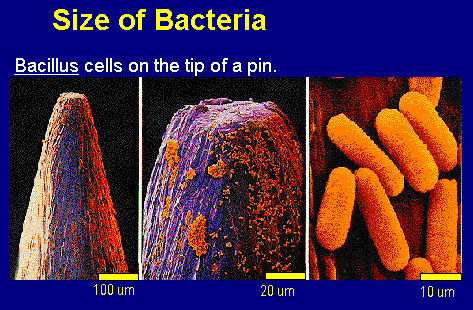 Size of Bacteria
Bacillus cells on the tip of a pin.
100 um
20 um
10 um